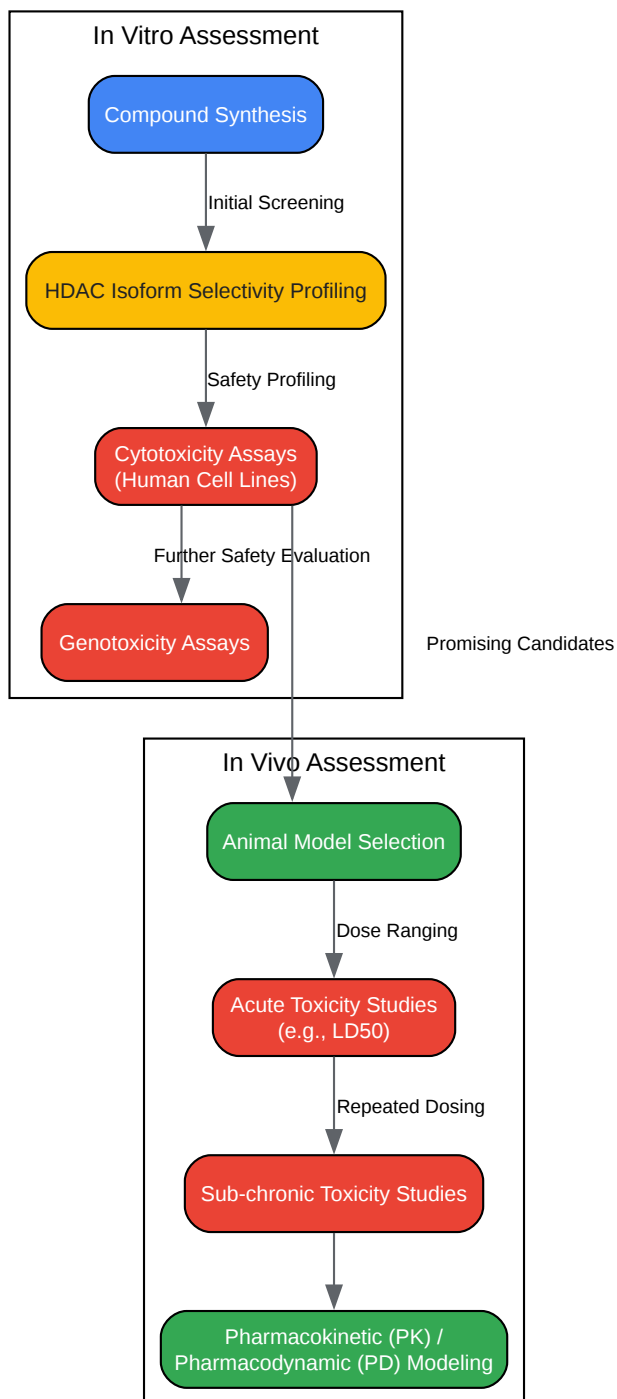 In Vitro Assessment
Compound Synthesis
Initial Screening
HDAC Isoform Selectivity Profiling
Safety Profiling
Cytotoxicity Assays
(Human Cell Lines)
Further Safety Evaluation
Genotoxicity Assays
Promising Candidates
In Vivo Assessment
Animal Model Selection
Dose Ranging
Acute Toxicity Studies
(e.g., LD50)
Repeated Dosing
Sub-chronic Toxicity Studies
Pharmacokinetic (PK) /
Pharmacodynamic (PD) Modeling